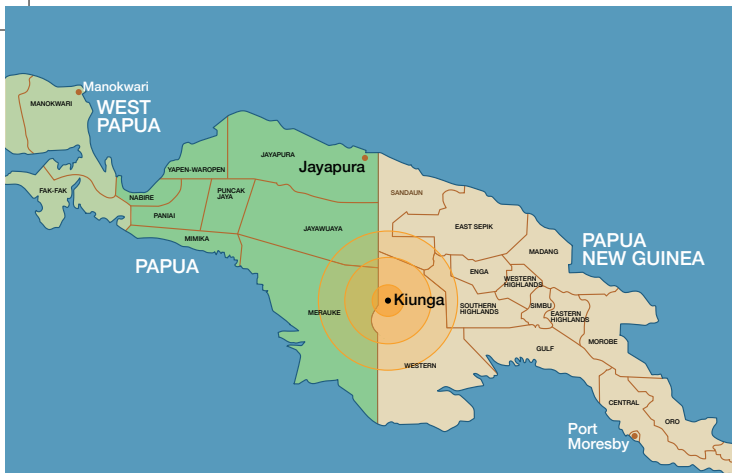 Manokwari
MANOKWARI
WEST
PAPUA
JAYAPURA
Jayapura
YAPEN-WAROPEN
FAK-FAK
NABIRE
PUNCAK
JAYA
PANIAI
MIMIKA
JAYAWIJAYA
PAPUA
MERAUKE
SANDAUN
EAST SEPIK
MADANG
PAPUA
NEW GUINEA
ENGA
WESTERN
HIGHLANDS
Kiunga
SOUTHERN
HIGHLANDS
SIMBU
EASTERN
HIGHLANDS
MOROBE
GULF
WESTERN
CENTRAL
ORO
Port
Moresby